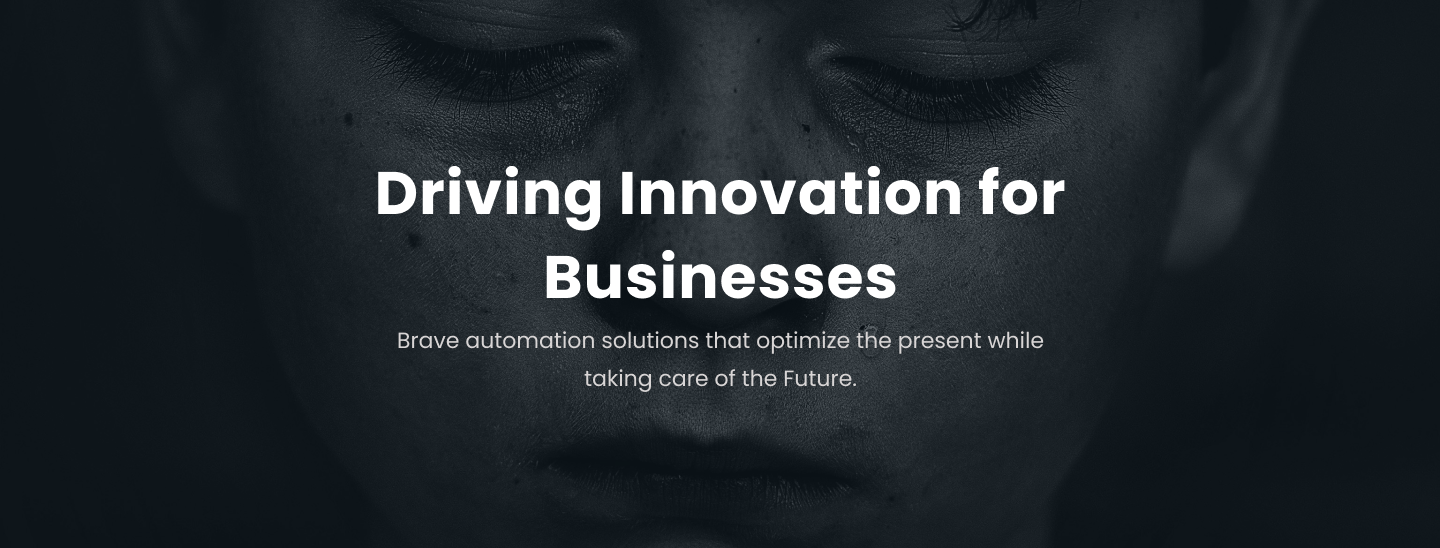 Driving Innovation for
Businesses
Brave automation solutions that optimize the present while
taking care of the Future.